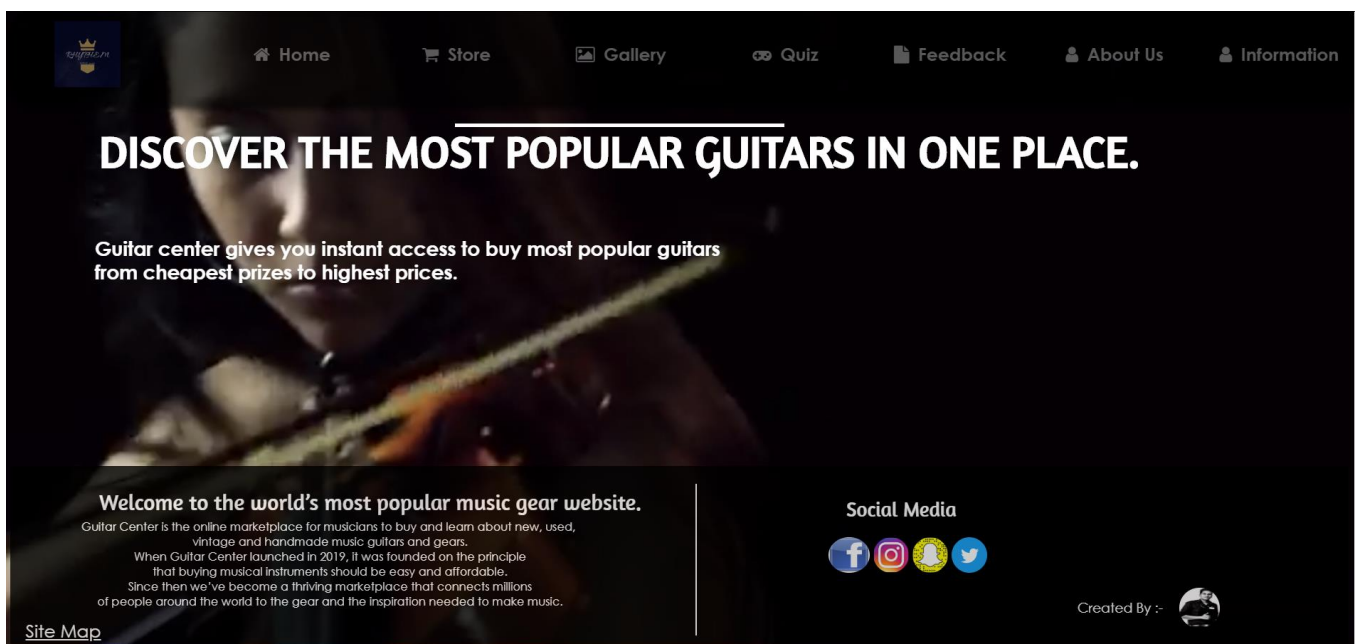 Home
Store
Gallery
Quiz
Feedback
About Us
Information
DISCOVER THE MOST POPULAR GUITARS IN ONE PLACE.
Guitar center gives you instant access to buy most popular guitars
from cheapest prizes to highest prices.
Welcome to the world's most popular music gear website.
Guitar Center is the online marketplace for musicians to buy and learn about new, used,
vintage and handmade music guitars and gears.
When Guitar Center launched in 2019, it was founded on the principle
that buying musical instruments should be easy and affordable.
Since then we've become a thriving marketplace that connects millions
of people around the world to the gear and the inspiration needed to make music.
Site Map
Social Media
Created By :-